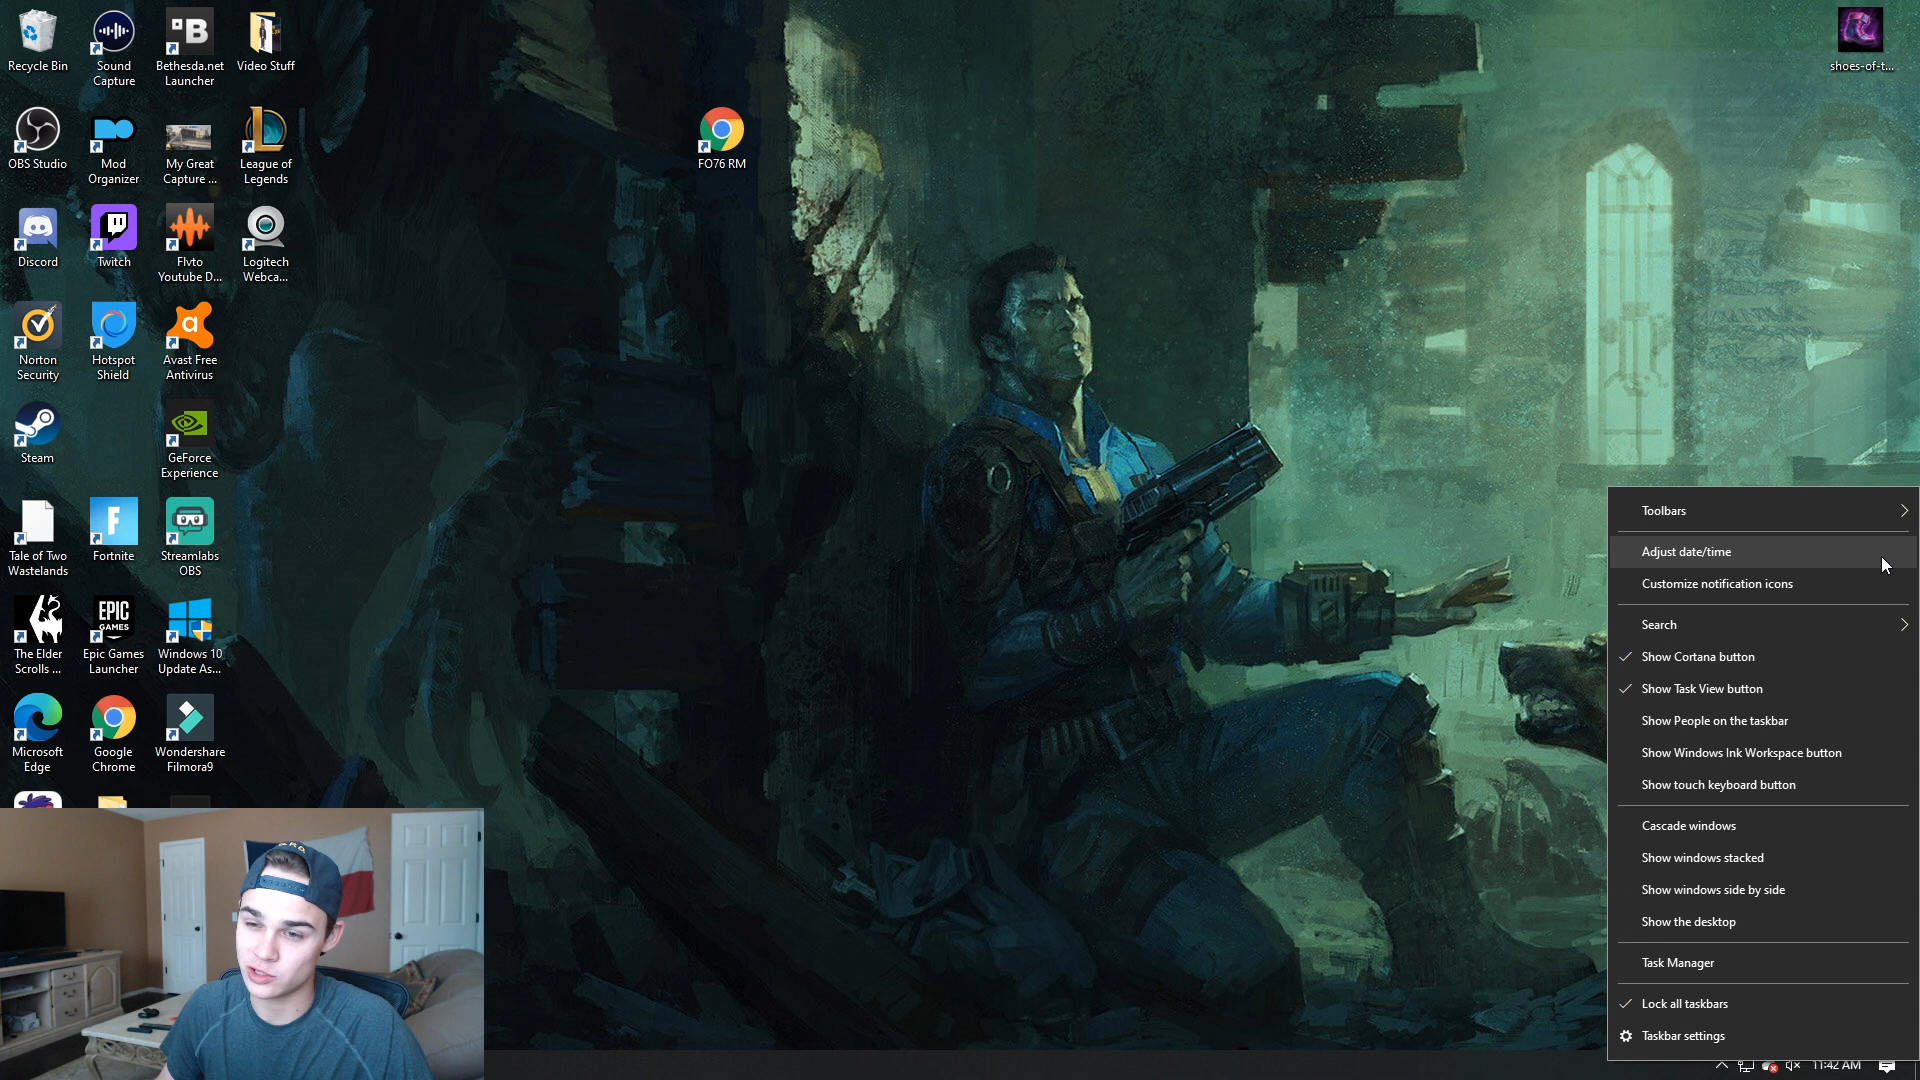 Recycle Bin
Sound
Capture
Bethesda.net
Launcher
Video Stuff
shoes-of-t...
OBS Studio
Mod
Organizer
My Great
Capture ...
League of
Legends
FO76 RM
Discord
Twitch
Flvto
Youtube D...
Logitech
Webca...
Norton
Security
Hotspot
Shield
Avast Free
Antivirus
Steam
GeForce
Experience
Tale of Two
Wastelands
Fortnite
Streamlabs
OBS
EPIC
GAMES
The Elder
Scrolls ...
Epic Games
Launcher
Windows 10
Update As...
Microsoft
Edge
Google
Chrome
Wondershare
Filmora9
Toolbars
Adjust date/time
Customize notification icons
Search
Show Cortana button
Show Task View button
Show People on the taskbar
Show Windows Ink Workspace button
Show touch keyboard button
Cascade windows
Show windows stacked
Show windows side by side
Show the desktop
Task Manager
Lock all taskbars
Taskbar settings
11:42 AM